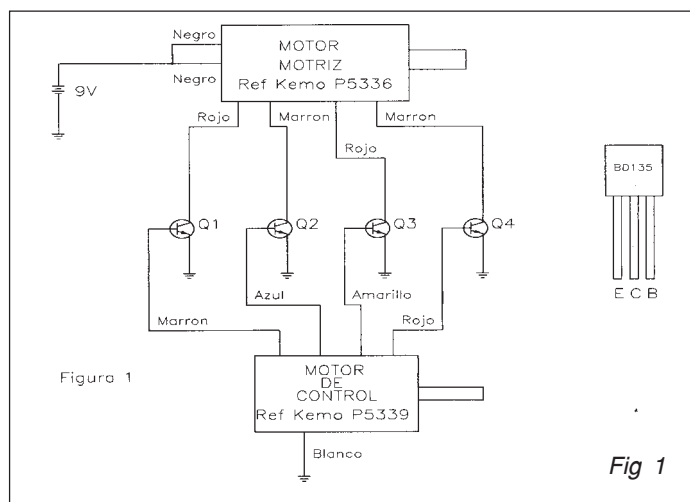 Negro
MOTOR
MOTRIZ
Ref Kemo P5336
9V
Negro
Rojo
Marron
Rojo
Marron
BD135
Q1
Q2
Q3
Q4
E C B
Azul
Amarillo
Marron
Rojo
Figura 1
MOTOR
DE
CONTROL
Ref Kemo P5339
Blanco
Fig 1